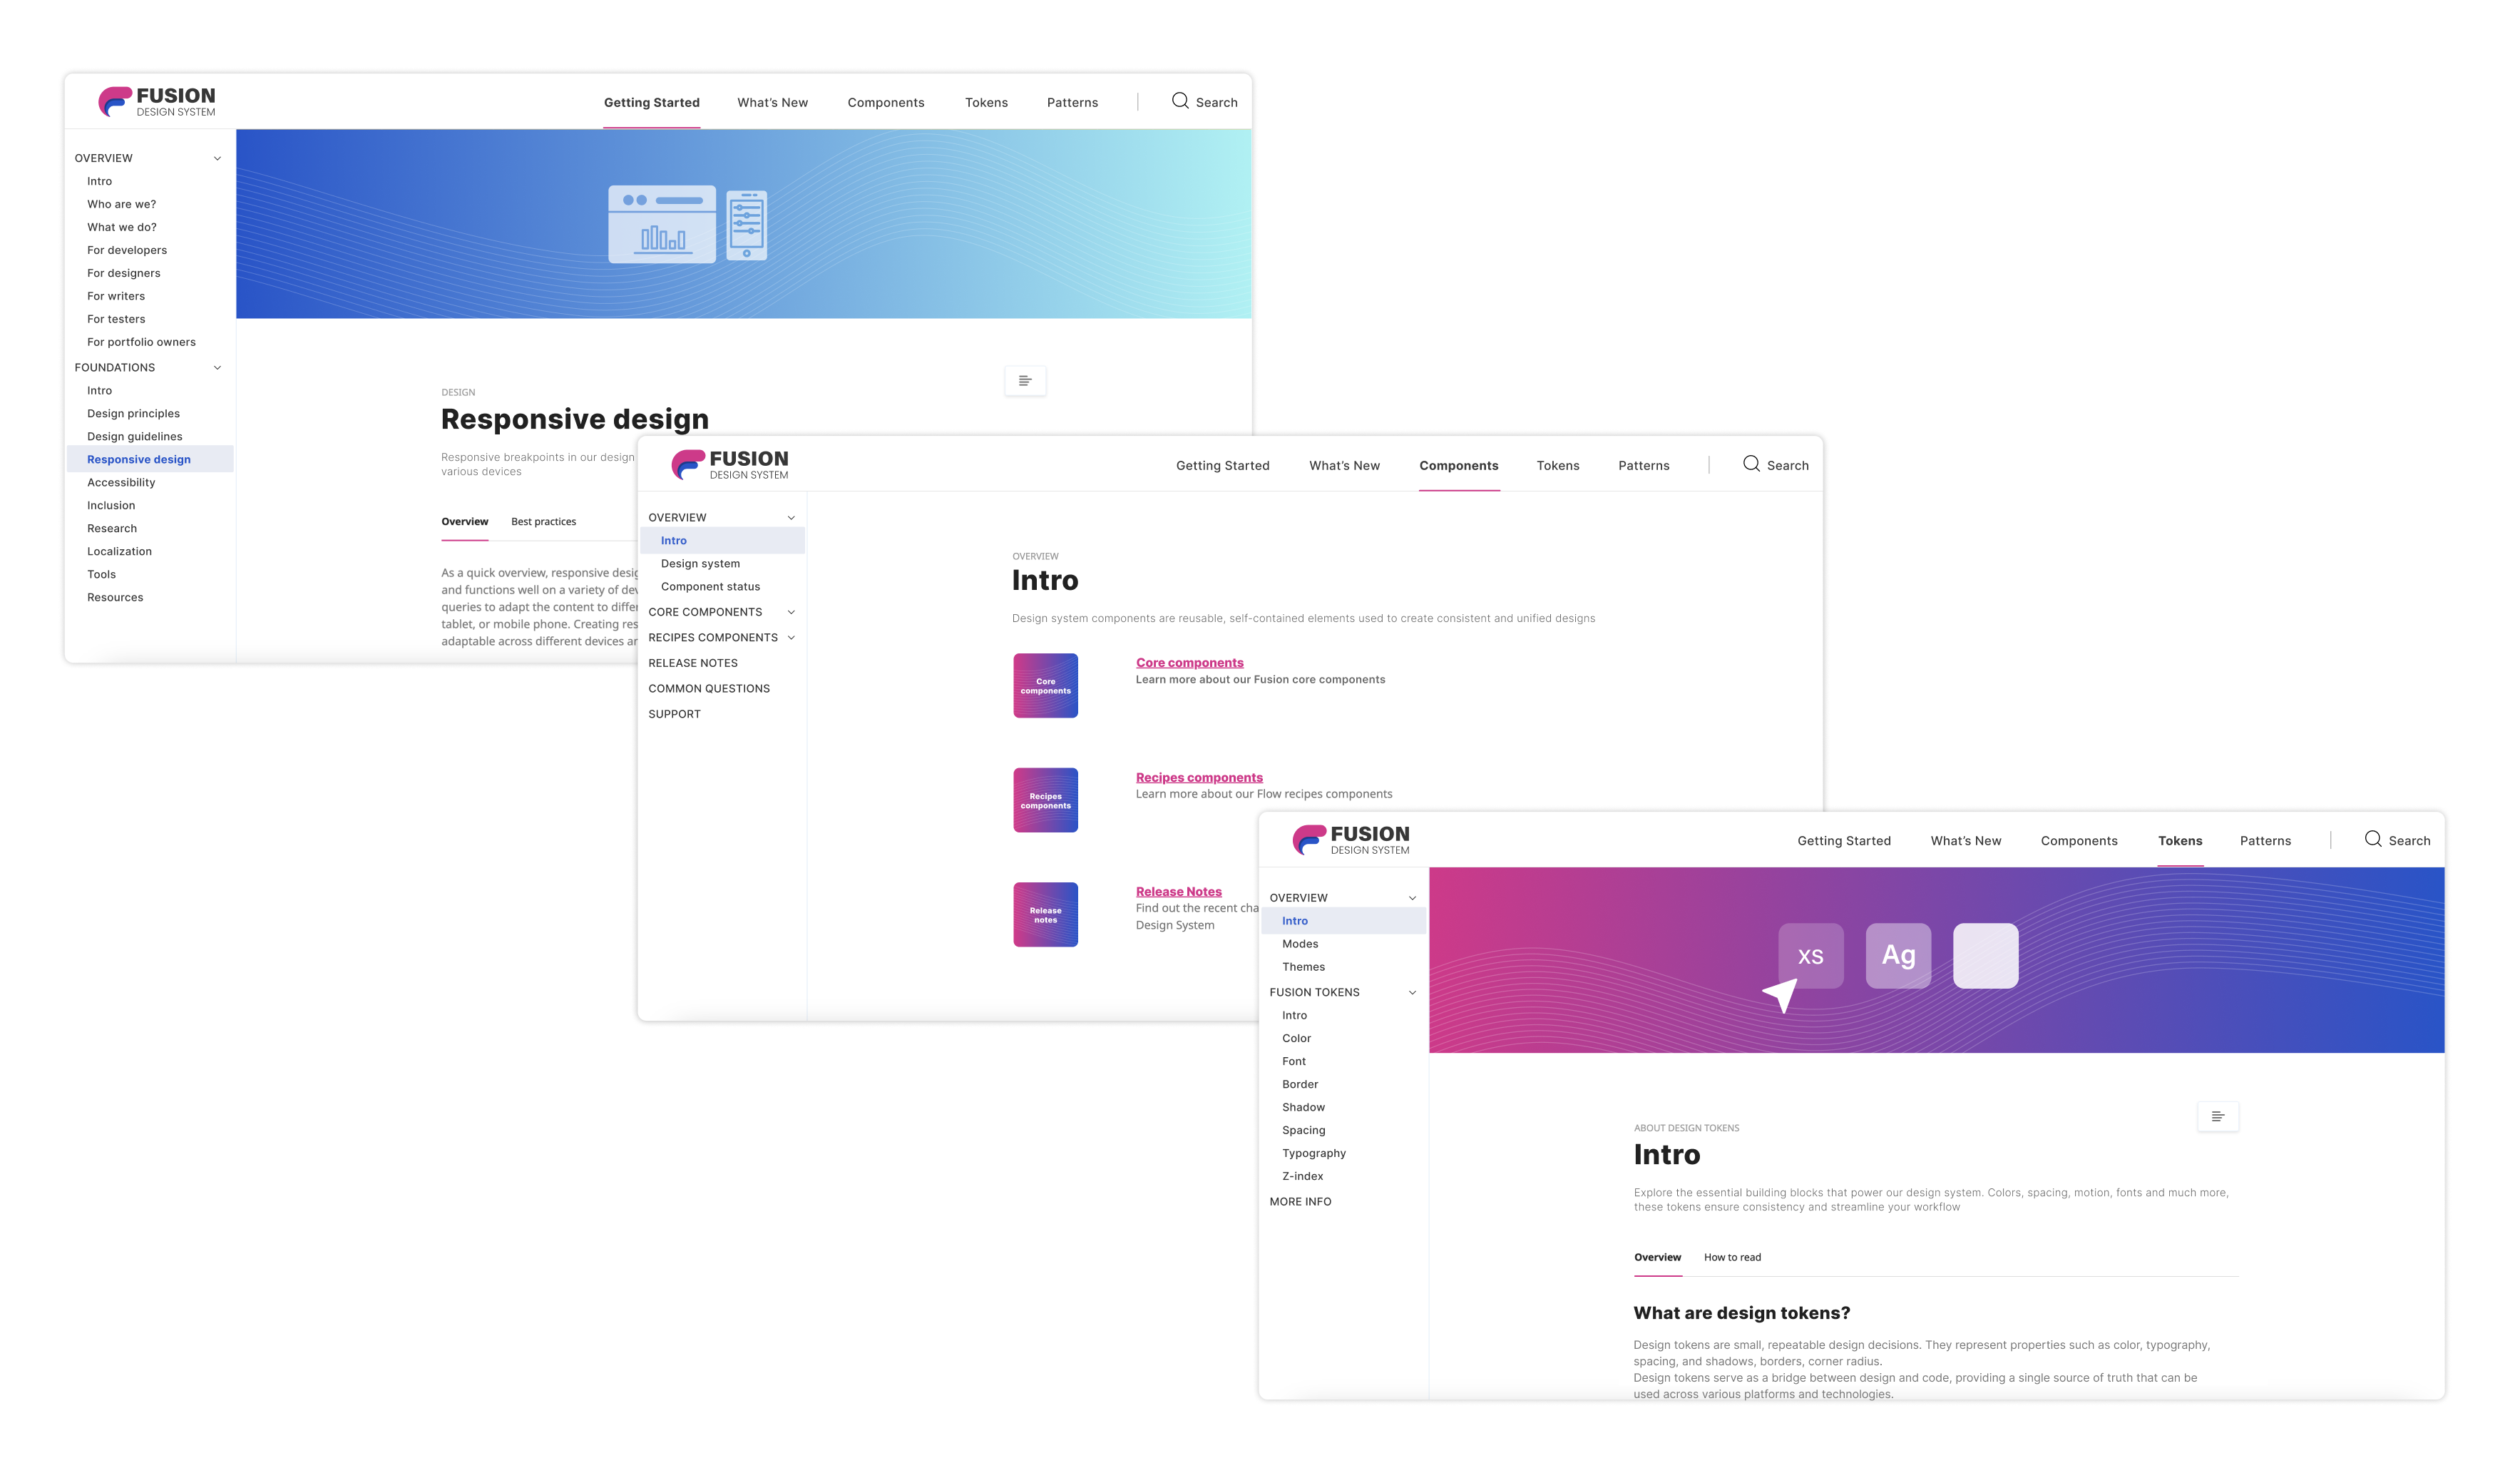 FUSION
DESIGN SYSTEM
Getting Started
What's New
Components
Tokens
Patterns
Search
OVERVIEW
Intro
Who are we?
What we do?
For developers
For designers
For writers
For testers
For portfolio owners
FOUNDATIONS
Intro
Design principles
Design guidelines
Responsive design
Accessibility
Inclusion
Research
Localization
Tools
Resources
DESIGN
Responsive design
Responsive breakpoints in our design
various devices
Overview
Best practices
As a quick overview, responsive
and functions well on a variety of
queries to adapt the content to
tablet, or mobile phone. Creating
adaptable across different devices
FUSION
DESIGN SYSTEM
Getting Started
What's New
Components
Tokens
Patterns
Search
OVERVIEW
Intro
Design system
Component status
CORE COMPONENTS
RECIPES COMPONENTS
RELEASE NOTES
COMMON QUESTIONS
SUPPORT
OVERVIEW
Intro
Design system components are reusable, self-contained elements used to create consistent and unified designs
Core
components
Core components
Learn more about our Fusion core components
Recipes
components
Recipes components
Learn more about our Flow recipes components
Release
notes
Release Notes
Find out the recent
Design System
FUSION
DESIGN SYSTEM
Getting Started
What's New
Components
Tokens
Patterns
Search
OVERVIEW
Intro
Modes
Themes
FUSION TOKENS
Intro
Color
Font
Border
Shadow
Spacing
Typography
Z-index
MORE INFO
XS
Ag
ABOUT DESIGN TOKENS
Intro
Explore the essential building blocks that power our design system. Colors, spacing, motion, fonts and much more,
these tokens ensure consistency and streamline your workflow
Overview
How to read
What are design tokens?
Design tokens are small, repeatable design decisions. They represent properties such as color, typography,
spacing, and shadows, borders, corner radius.
Design tokens serve as a bridge between design and code, providing a single source of truth that can be
used across various platforms and technologies.